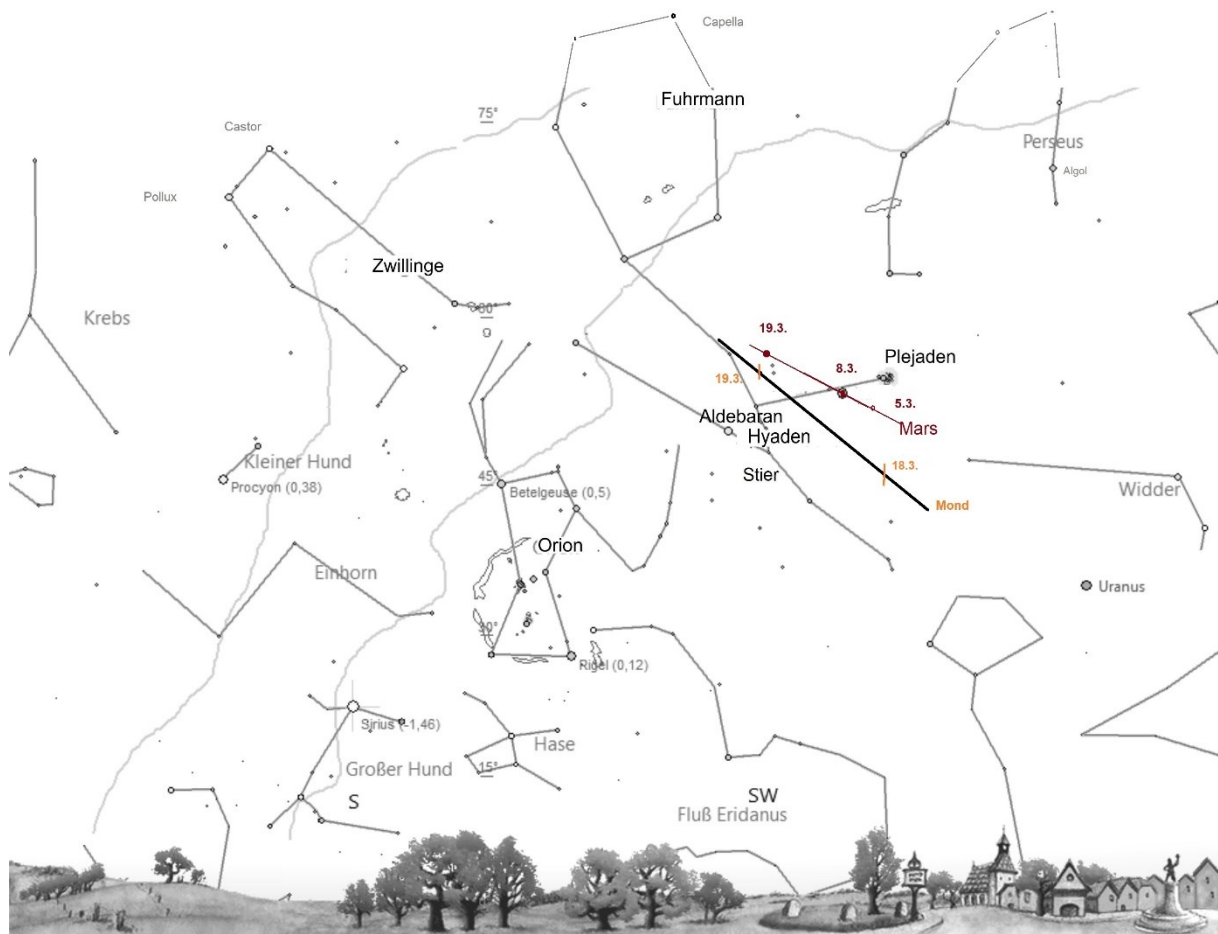 Capella
Fuhrmann
75°
Castor
Perseus
Algol
Pollux
Zwillinge
60
Krebs
19.3.
8.3.
Plejaden
19.3.
5.3.
Aldebaran
Mars
Hyaden
Kleiner Hund
18.3.
Stier
45°
Procyon (0,38)
Betelgeuse (0,5)
Widder
Mond
Orion
Einhorn
Uranus
30°
Rigel (0,12)
Sirius (-1,46)
Hase
Großer Hund
15°
S
SW
Fluß Eridanus